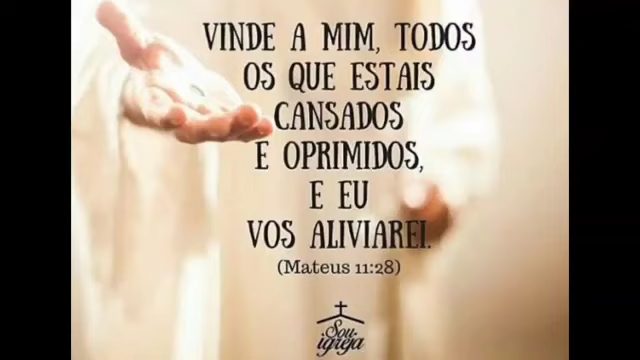 VINDE A MIM, TODOS
OS QUE ESTAIS
CANSADOS
E OPRIMIDOS,
E EU
VOS ALIVIAREI.
(Mateus 11:28)
Sou
igreja